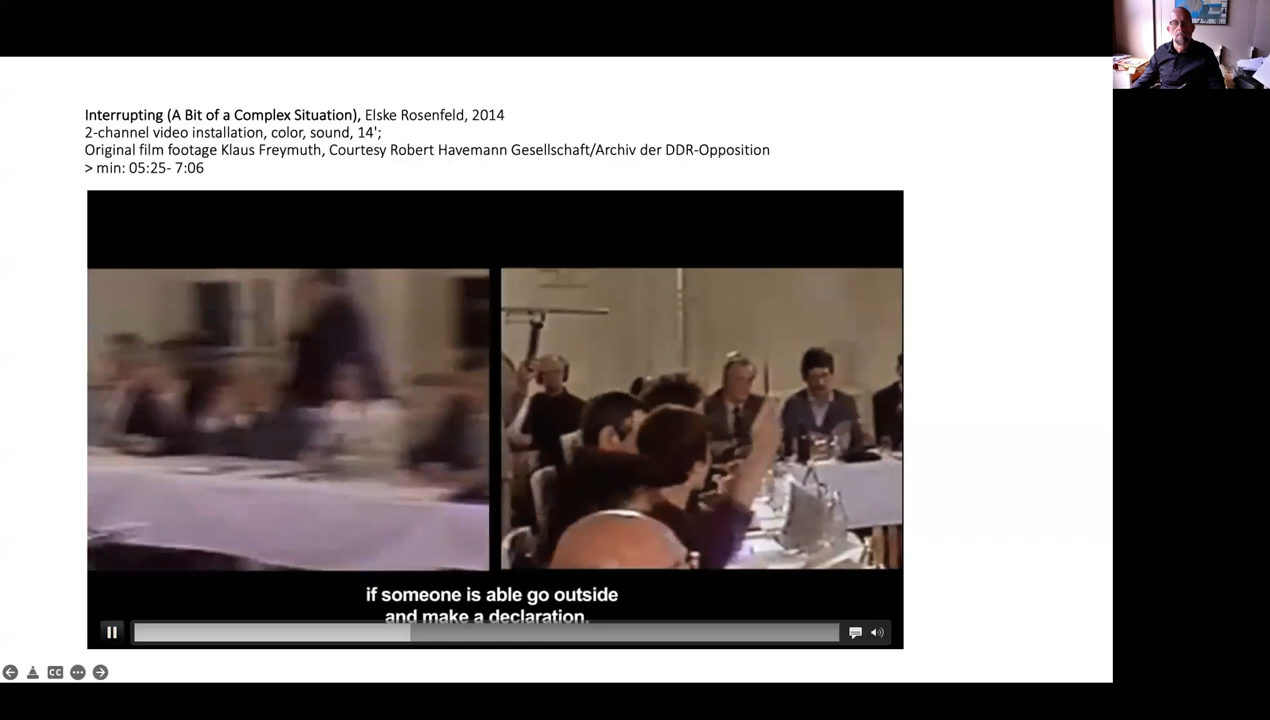 Interrupting (A Bit of a Complex Situation), Elske Rosenfeld, 2014
2-channel video installation, color, sound, 14';
Original film footage Klaus Freymuth, Courtesy Robert Havemann Gesellschaft/Archiv der DDR-Opposition
> min: 05:25- 7:06
if someone is able go outside
and make a declaration.
CC